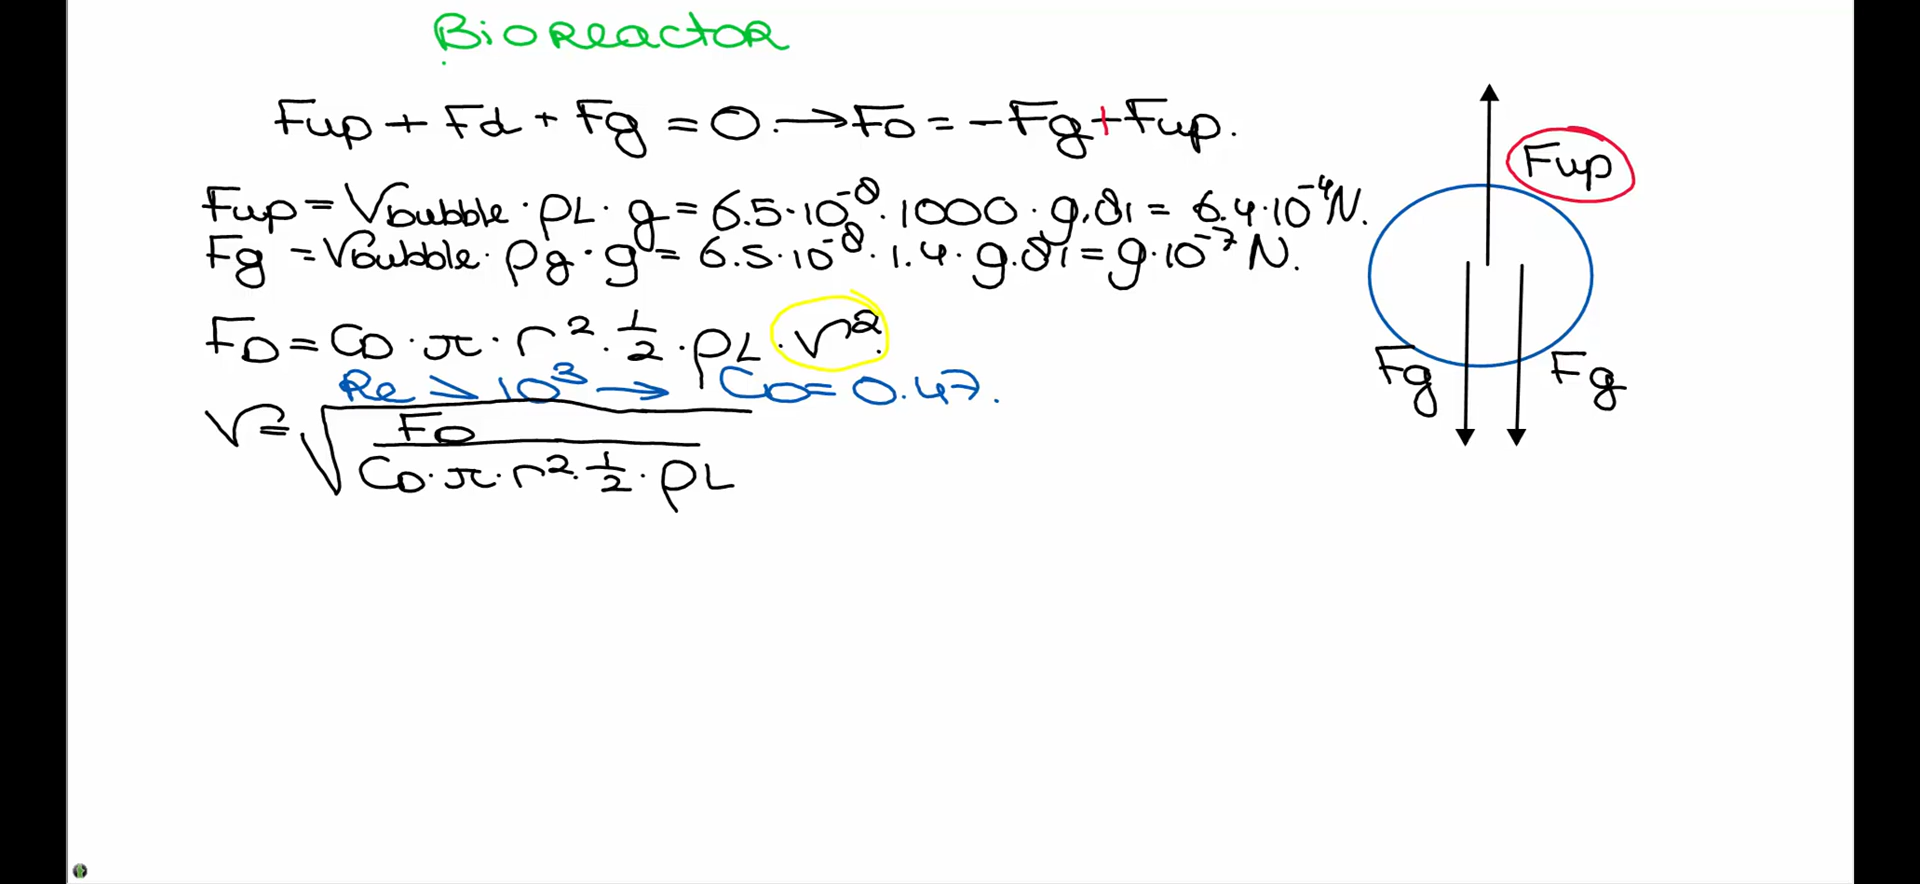 Bioreactor
Fup + Fd + Fg = 0. → FD = -Fg + Fup.
Fup
Fup = Vbubble · ρL · g = 6.5·10⁻⁸ · 1000 · 9.81 = 6.4·10⁻⁴ N.
Fg = Vbubble · ρg · g = 6.5·10⁻⁸ · 1.4 · 9.81 = 9·10⁻⁷ N.
FD = CD · π · r² · 1/2 · ρL · v².
Fg Fg
Re > 10³ → CD = 0.47.
v = √(FD / (CD · π · r² · 1/2 · ρL))